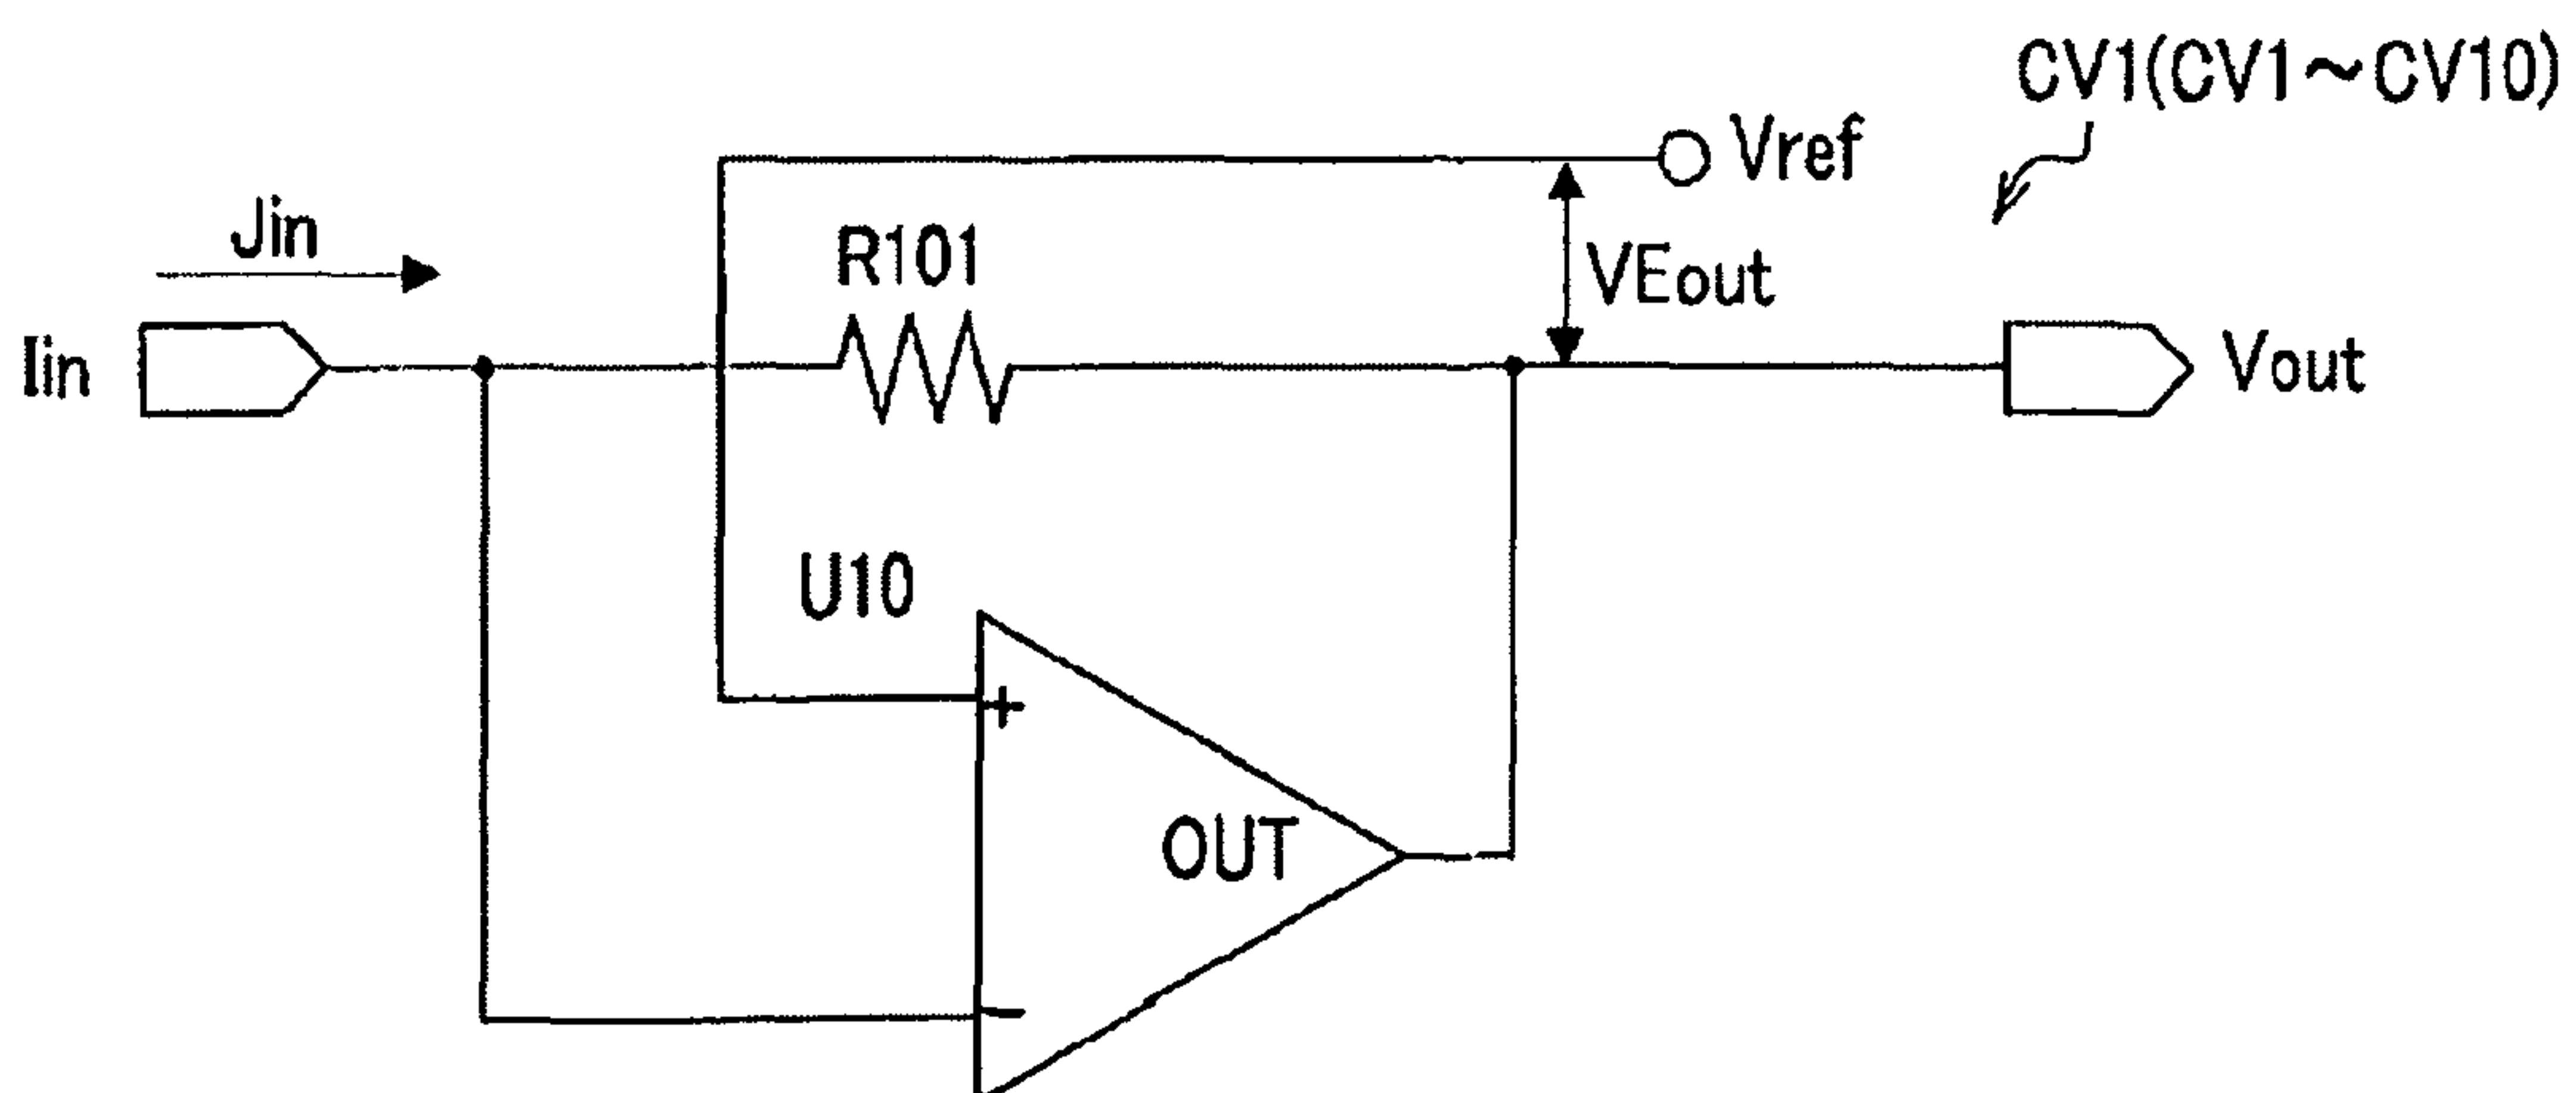 CV1(CV1~CV10)
Vref
Jin
R101
VEout
Iin
Vout
U10
+
OUT
−